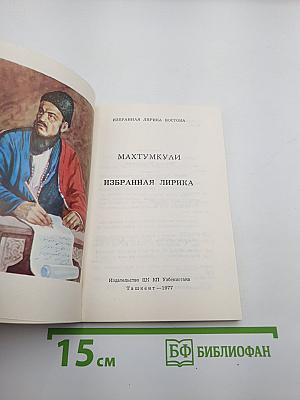 ИЗБРАННАЯ ЛИРИКА ВОСТОКА
МАХТУМКУЛИ
ИЗБРАННАЯ ЛИРИКА
Издательство ЦК КП Узбекистана
Ташкент—1977
15 см
БФ БИБЛИОФАН